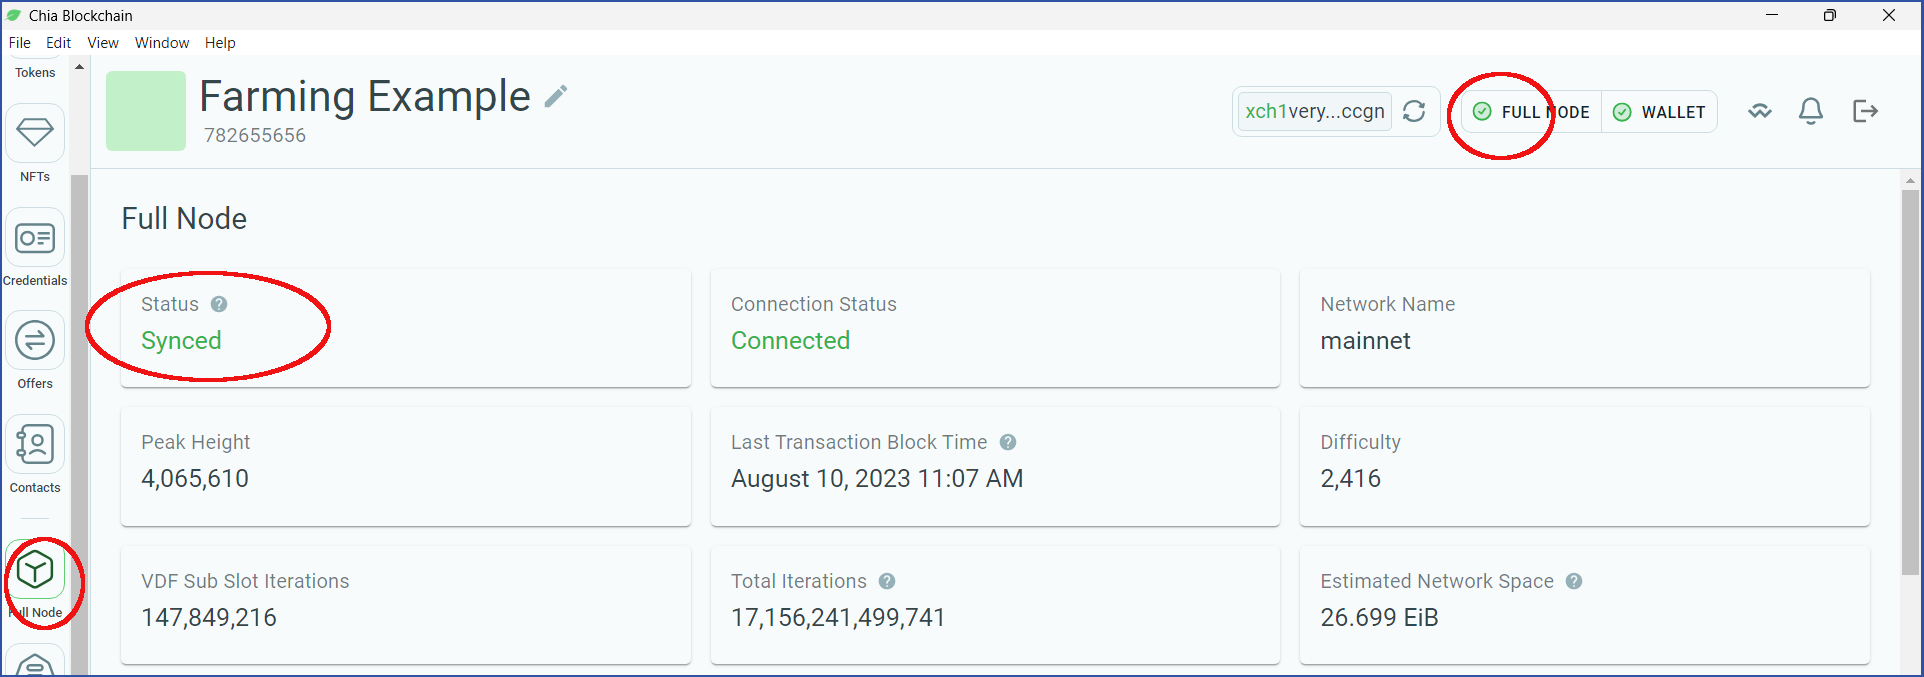 Chia Blockchain
File Edit View Window Help
Tokens
NFTs
Credentials
Offers
Contacts
Full Node
Farming Example
782655656
xch1very...ccgn
FULL NODE
WALLET
Full Node
Status
Synced
Connection Status
Connected
Network Name
mainnet
Peak Height
4,065,610
Last Transaction Block Time
August 10, 2023 11:07 AM
Difficulty
2,416
VDF Sub Slot Iterations
147,849,216
Total Iterations
17,156,241,499,741
Estimated Network Space
26.699 EiB